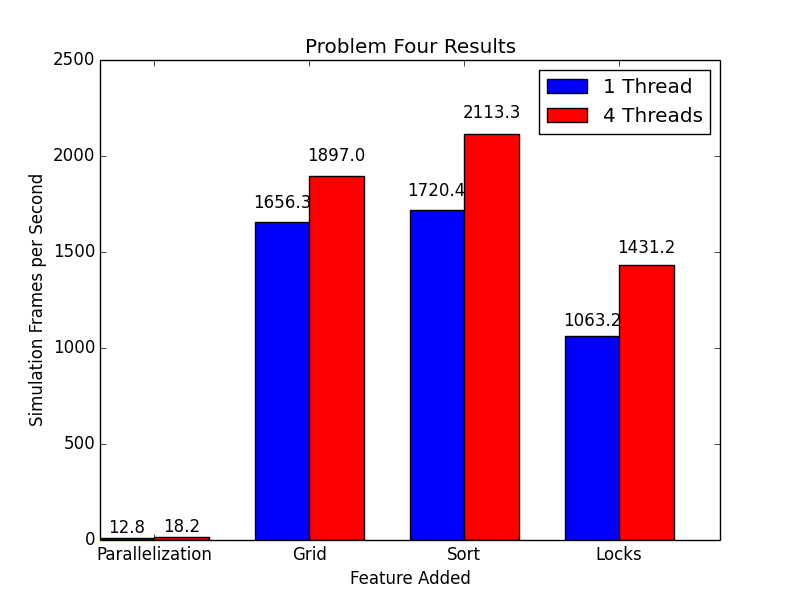 Problem Four Results
2500
2000
1500
1000
500
0
Simulation Frames per Second
1 Thread
4 Threads
12.8
18.2
1656.3
1897.0
1720.4
2113.3
1063.2
1431.2
Parallelization
Grid
Sort
Locks
Feature Added